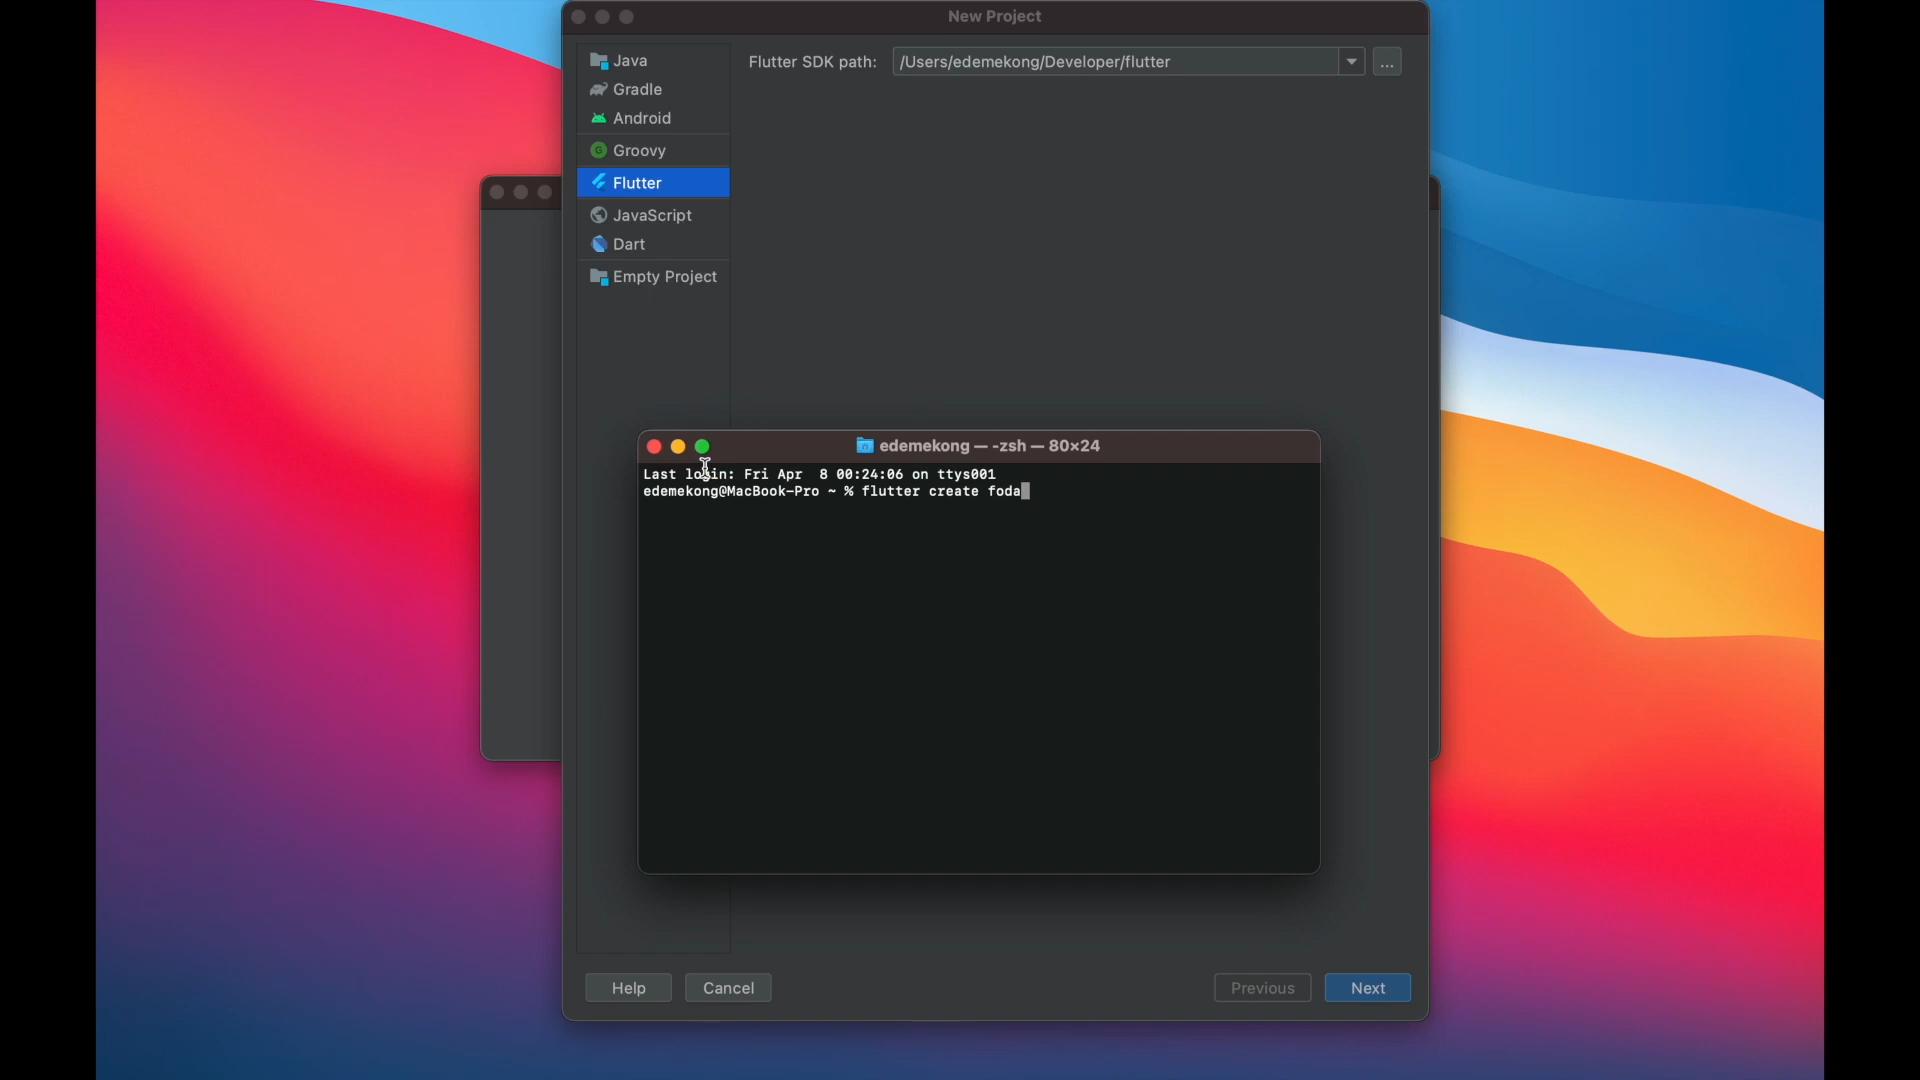 New Project
Java
Gradle
Android
Groovy
Flutter
JavaScript
Dart
Empty Project
Flutter SDK path: /Users/edemekong/Developer/flutter ...
edemekong — -zsh — 80×24
Last login: Fri Apr  8 00:24:06 on ttys001
edemekong@MacBook-Pro ~ % flutter create foda
Help
Cancel
Previous
Next